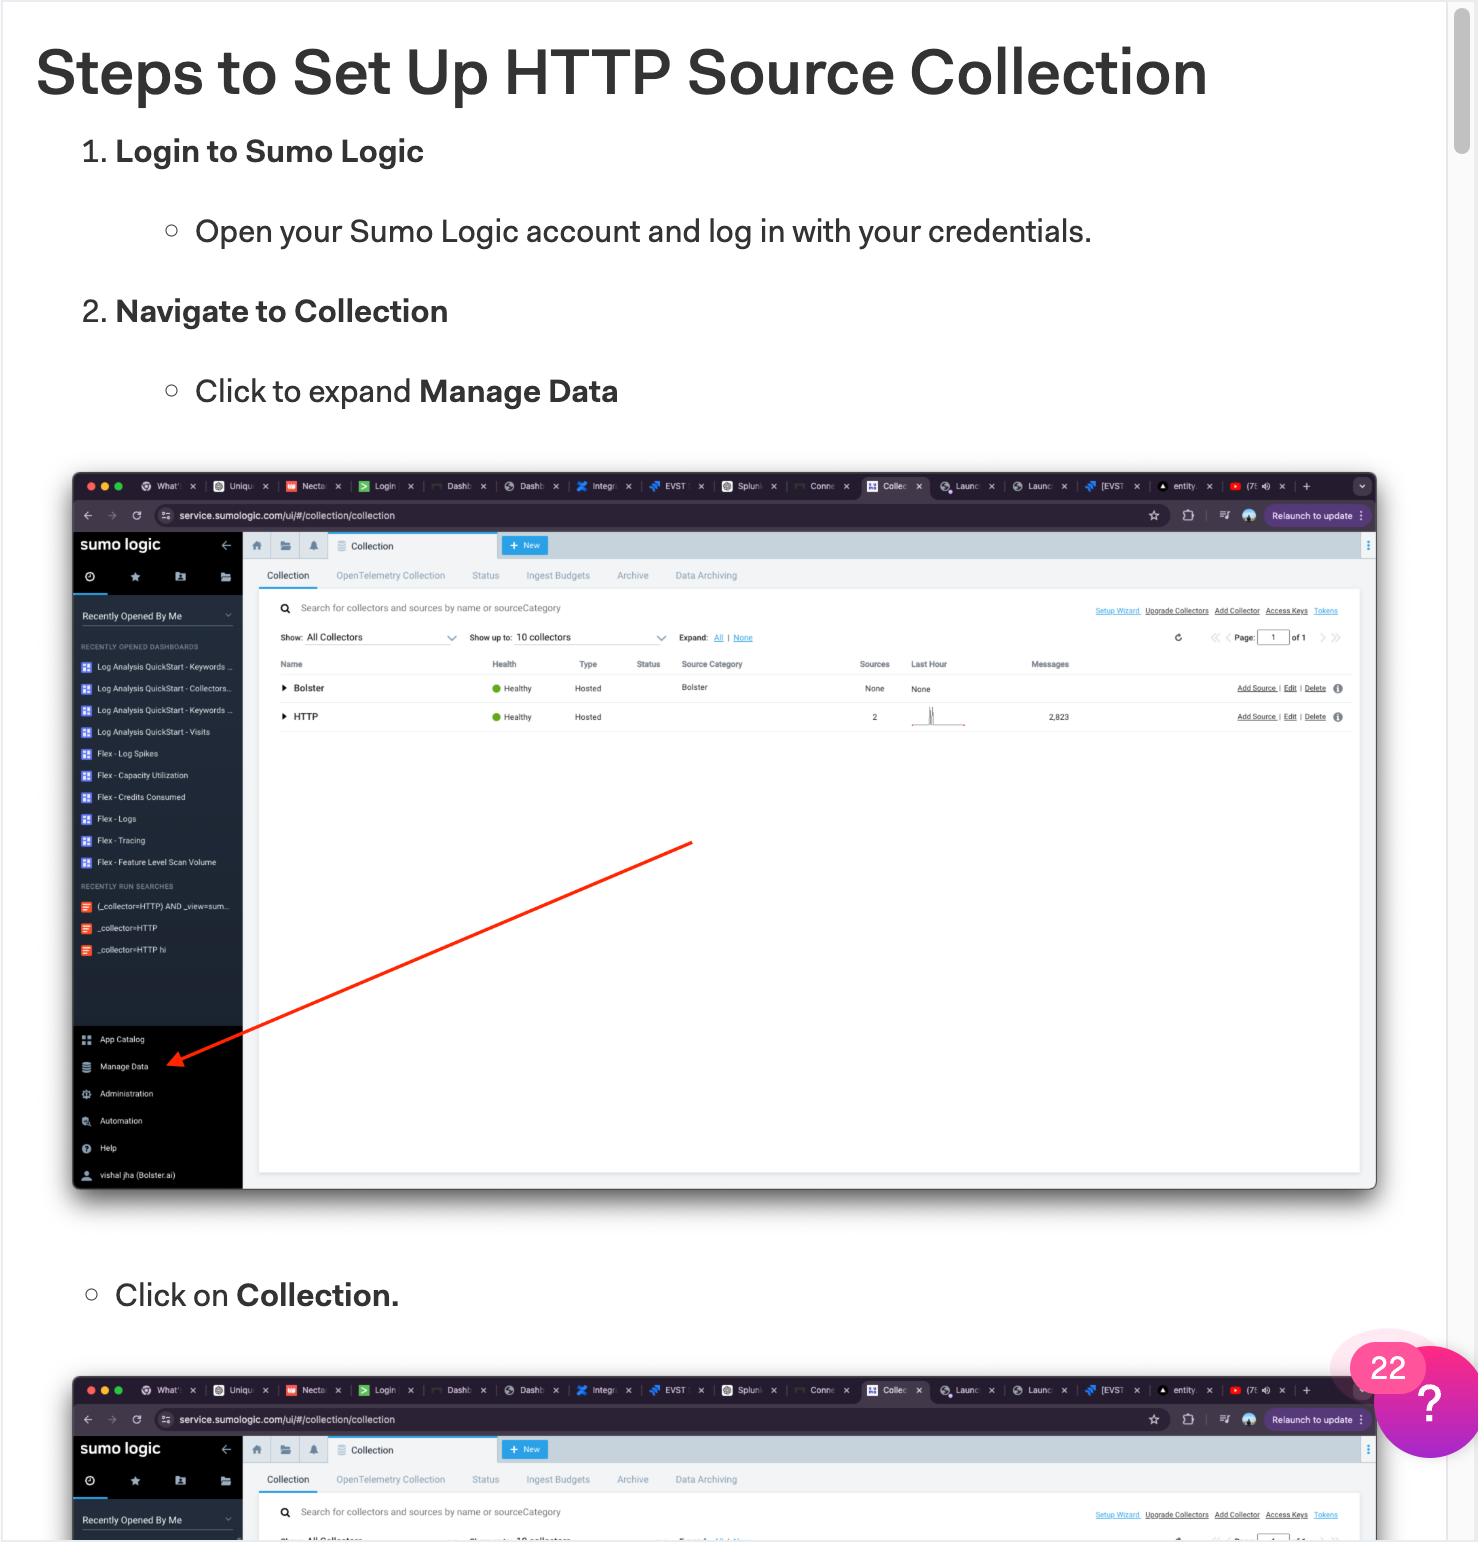 Steps to Set Up HTTP Source Collection
1. Login to Sumo Logic
Open your Sumo Logic account and log in with your credentials.
2. Navigate to Collection
Click to expand Manage Data
What' Uniqu Necta Login Dashb Dashb Integr EVST Splun Conne Collec Launc Launc [EVST entity.
service.sumologic.com/ui/#/collection/collection Relaunch to update
sumo logic Collection + New
Collection OpenTelemetry Collection Status Ingest Budgets Archive Data Archiving
Recently Opened By Me
Search for collectors and sources by name or sourceCategory
Setup Wizard Upgrade Collectors Add Collector Access Keys Tokens
Show: All Collectors Show up to: 10 collectors Expand: All | None Page: 1 of 1
Name Health Type Status Source Category Sources Last Hour Messages
Bolster Healthy Hosted Bolster None None Add Source | Edit | Delete
HTTP Healthy Hosted 2 2,823 Add Source | Edit | Delete
RECENTLY OPENED DASHBOARDS
Log Analysis QuickStart - Keywords ...
Log Analysis QuickStart - Collectors...
Log Analysis QuickStart - Keywords ...
Log Analysis QuickStart - Visits
Flex - Log Spikes
Flex - Capacity Utilization
Flex - Credits Consumed
Flex - Logs
Flex - Tracing
Flex - Feature Level Scan Volume
RECENTLY RUN SEARCHES
(_collector=HTTP) AND _view=sum...
_collector=HTTP
_collector=HTTP hi
App Catalog
Manage Data
Administration
Automation
Help
vishal jha (Bolster.ai)
Click on Collection.
22
?
What' Uniqu Necta Login Dashb Dashb Integr EVST Splun Conne Collec Launc Launc [EVST entity.
service.sumologic.com/ui/#/collection/collection Relaunch to update
sumo logic Collection + New
Collection OpenTelemetry Collection Status Ingest Budgets Archive Data Archiving
Search for collectors and sources by name or sourceCategory
Setup Wizard Upgrade Collectors Add Collector Access Keys Tokens
Recently Opened By Me